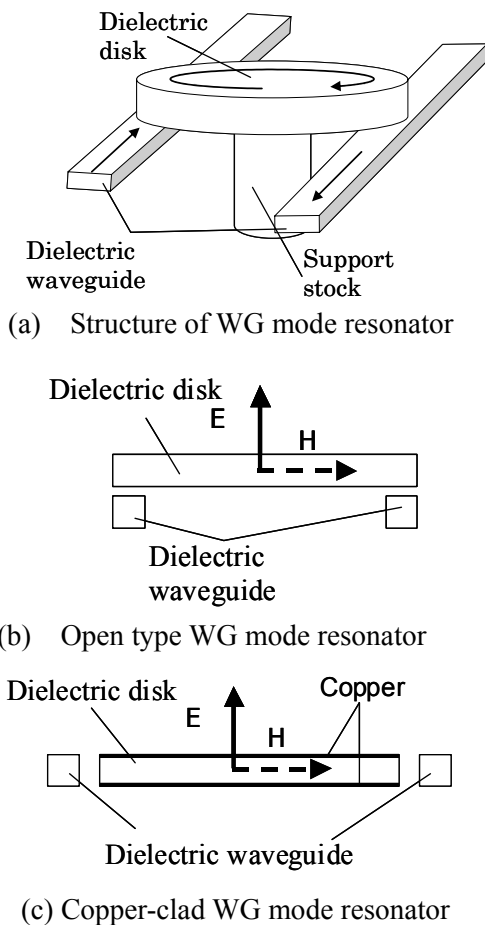 Dielectric
disk
Dielectric
waveguide
Support
stock
(a) Structure of WG mode resonator
Dielectric disk
E
H
Dielectric
waveguide
b) Open type WG mode resonator
Dielectric disk
Copper
E
H
Dielectric waveguide
(c) Copper-clad WG mode resonator